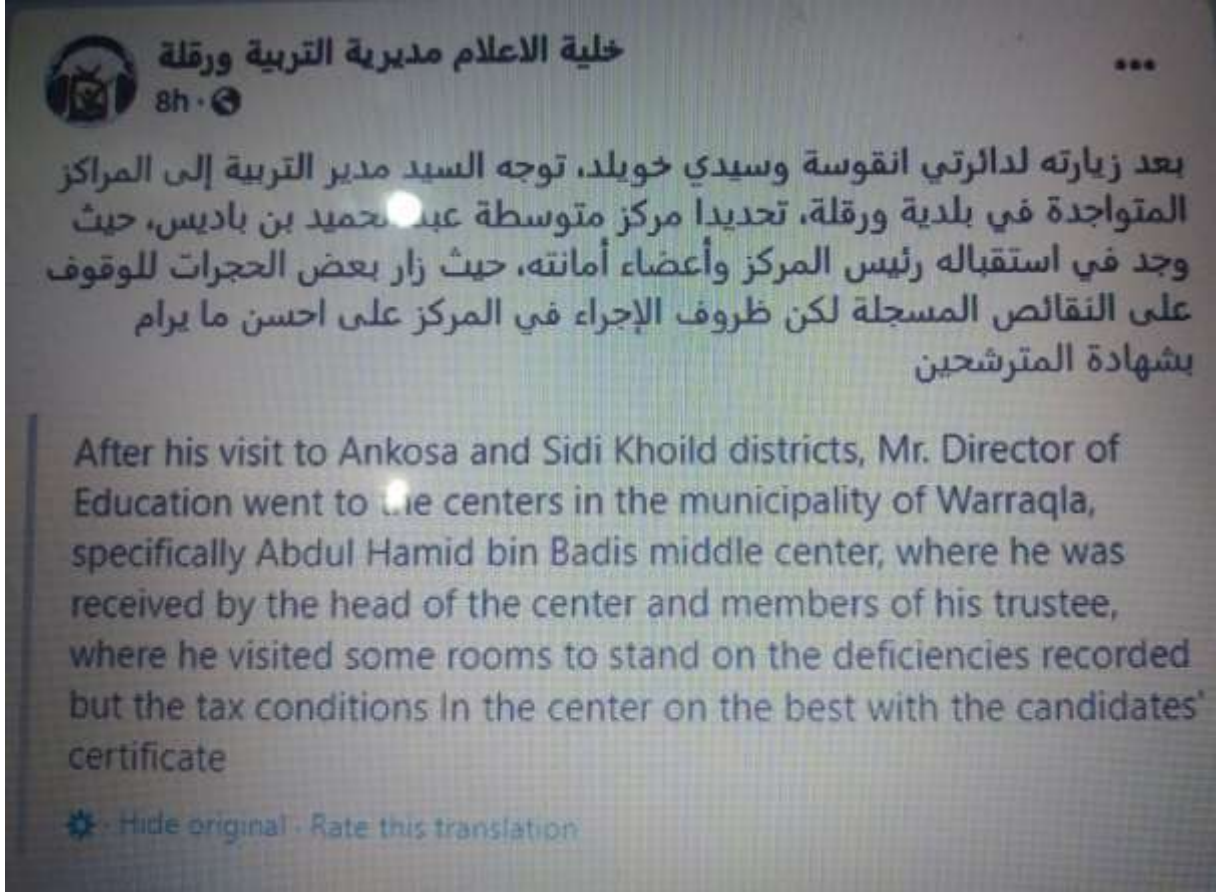 خلية الاعلام مديرية التربية ورقلة
•••
8h ·
بعد زيارته لدائرتي انقوسة وسيدي خويلد، توجه السيد مدير التربية إلى المراكز
المتواجدة في بلدية ورقلة، تحديدا مركز متوسطة بن باديس، حيث
وجد في استقباله رئيس المركز وأعضاء أمانته، حيث زار بعض الحجرات للوقوف
على النقائص المسجلة لكن ظروف الإجراء في المركز على احسن ما يرام
بشهادة المترشحين
After his visit to Ankosa and Sidi Khoild districts, Mr. Director of
Education went to centers in the municipality of Warraqla,
specifically Abdul Hamid bin Badis middle center, where he was
received by the head of the center and members of his trustee,
where he visited some rooms to stand on the deficiencies recorded
but the tax conditions In the center on the best with the candidates'
certificate
· Hide original · Rate this translation